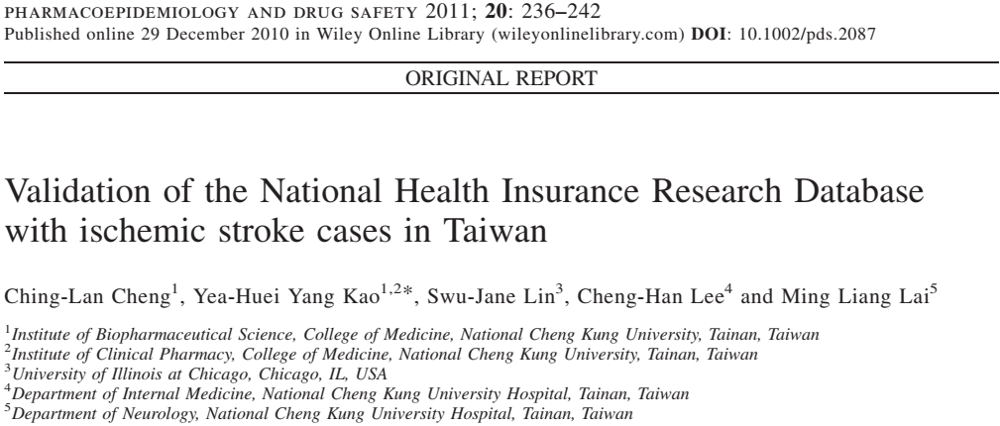 PHARMACOEPIDEMIOLOGY AND DRUG SAFETY 2011; 20: 236–242
Published online 29 December 2010 in Wiley Online Library (wileyonlinelibrary.com) DOI: 10.1002/pds.2087
ORIGINAL REPORT
Validation of the National Health Insurance Research Database
with ischemic stroke cases in Taiwan
Ching-Lan Cheng1, Yea-Huei Yang Kao1,2*, Swu-Jane Lin3, Cheng-Han Lee4 and Ming Liang Lai5
1Institute of Biopharmaceutical Science, College of Medicine, National Cheng Kung University, Tainan, Taiwan
2Institute of Clinical Pharmacy, College of Medicine, National Cheng Kung University, Tainan, Taiwan
3University of Illinois at Chicago, Chicago, IL, USA
4Department of Internal Medicine, National Cheng Kung University Hospital, Tainan, Taiwan
5Department of Neurology, National Cheng Kung University Hospital, Tainan, Taiwan